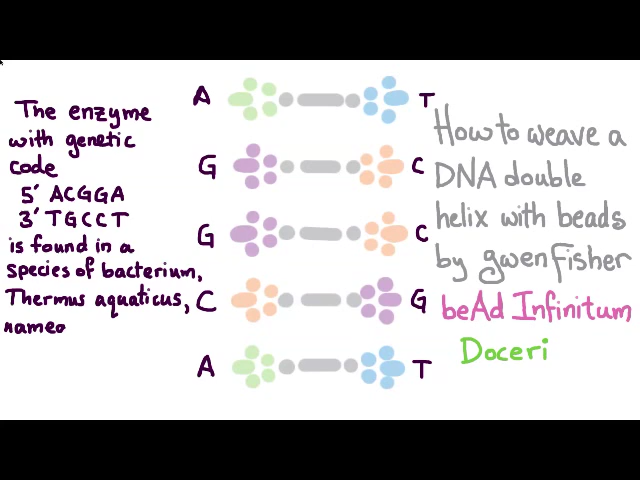 The enzyme
with genetic
code
5' ACGGA
3' TGCCT
is found in a
species of bacterium,
Thermus aquaticus,
nameo
A T
G C
G C
C G
A T
How to weave a
DNA double
helix with beads
by gwen fisher
beAd Infinitum
Doceri